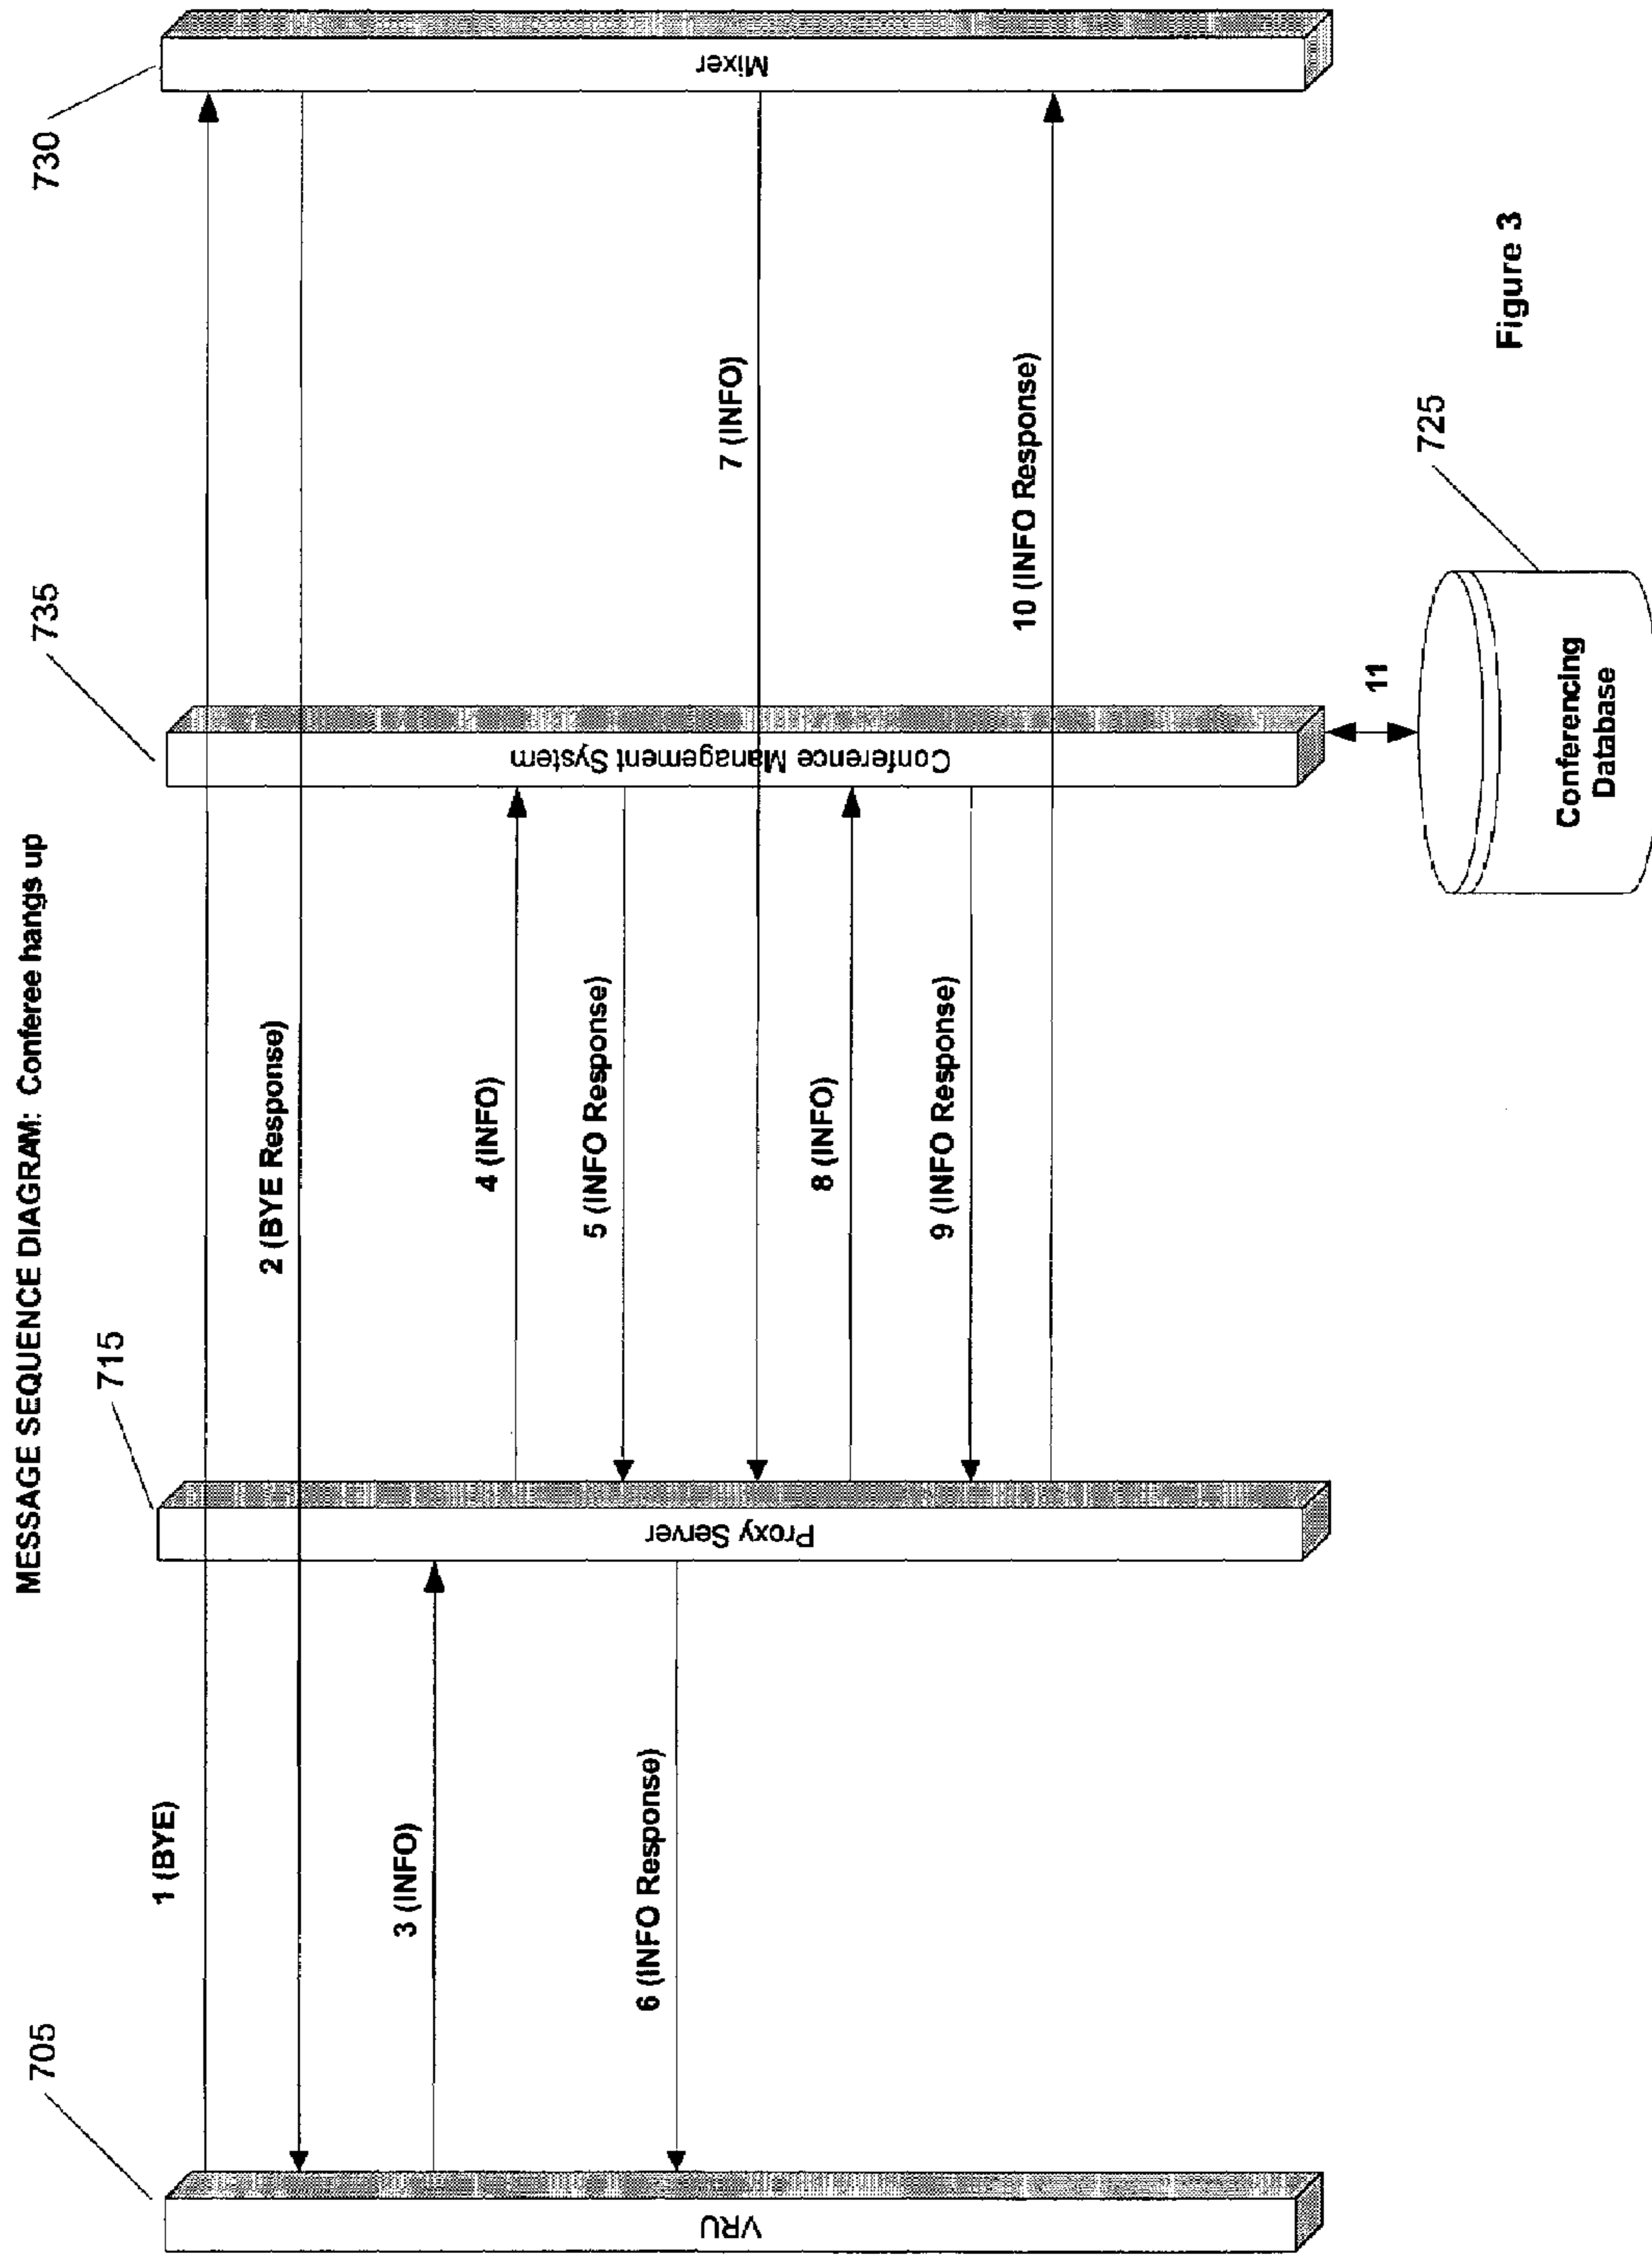 MESSAGE SEQUENCE DIAGRAM: Conferee hangs up
705
715
735
730
VRU
Proxy Server
Conference Management System
Mixer
1 (BYE)
2 (BYE Response)
3 (INFO)
4 (INFO)
5 (INFO Response)
6 (INFO Response)
7 (INFO)
8 (INFO)
9 (INFO Response)
10 (INFO Response)
11
725
Conferencing
Database
Figure 3